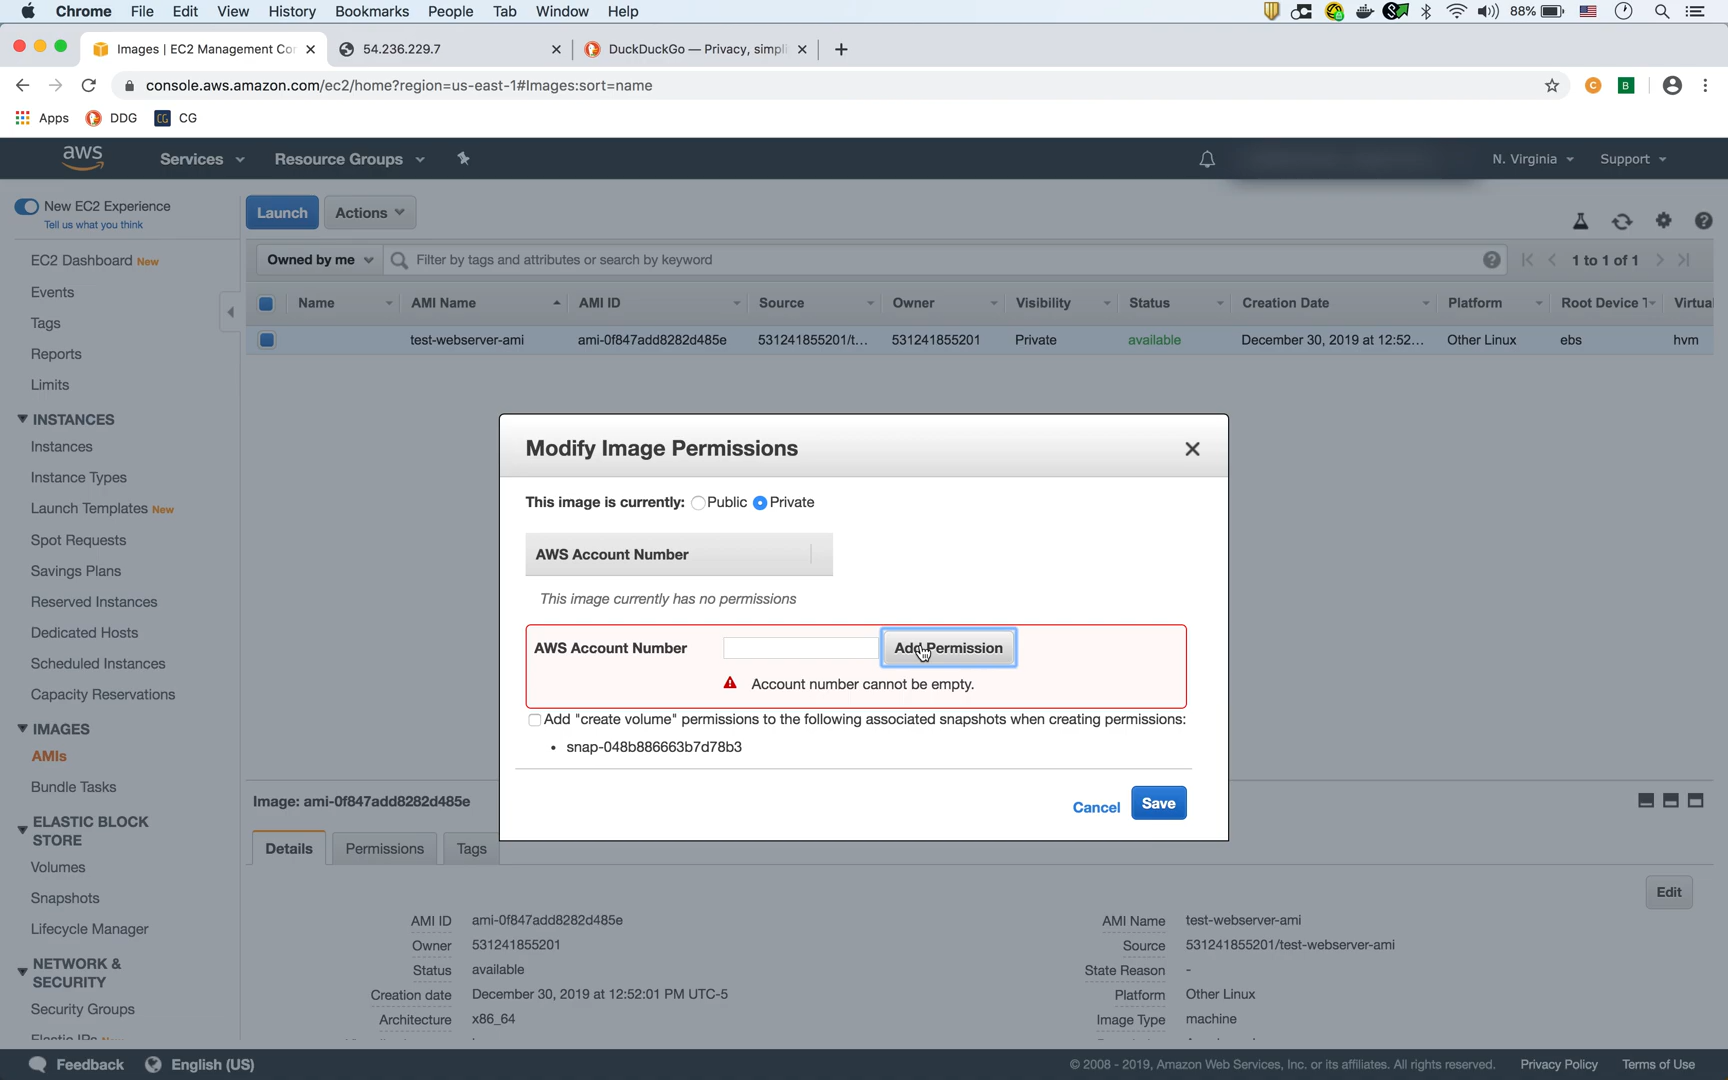 Chrome File Edit View History Bookmarks People Tab Window Help 88%
Images | EC2 Management Co 54.236.229.7 DuckDuckGo — Privacy, simpli
console.aws.amazon.com/ec2/home?region=us-east-1#Images:sort=name C B
Apps DDG CG CG
aws Services Resource Groups N. Virginia Support
New EC2 Experience
Tell us what you think
EC2 Dashboard New
Events
Tags
Reports
Limits
INSTANCES
Instances
Instance Types
Launch Templates New
Spot Requests
Savings Plans
Reserved Instances
Dedicated Hosts
Scheduled Instances
Capacity Reservations
IMAGES
AMIs
Bundle Tasks
ELASTIC BLOCK
STORE
Volumes
Snapshots
Lifecycle Manager
NETWORK &
SECURITY
Security Groups
Elastic IPs New
Launch Actions
Owned by me Filter by tags and attributes or search by keyword 1 to 1 of 1
Name AMI Name AMI ID Source Owner Visibility Status Creation Date Platform Root Device T Virtual
test-webserver-ami ami-0f847add8282d485e 531241855201/t... 531241855201 Private available December 30, 2019 at 12:52... Other Linux ebs hvm
Modify Image Permissions
This image is currently: Public Private
AWS Account Number
This image currently has no permissions
AWS Account Number Add Permission
Account number cannot be empty.
Add "create volume" permissions to the following associated snapshots when creating permissions:
• snap-048b886663b7d78b3
Cancel Save
Image: ami-0f847add8282d485e
Details Permissions Tags
Edit
AMI ID ami-0f847add8282d485e AMI Name test-webserver-ami
Owner 531241855201 Source 531241855201/test-webserver-ami
Status available State Reason -
Creation date December 30, 2019 at 12:52:01 PM UTC-5 Platform Other Linux
Architecture x86_64 Image Type machine
Feedback English (US) © 2008 - 2019, Amazon Web Services, Inc. or its affiliates. All rights reserved. Privacy Policy Terms of Use